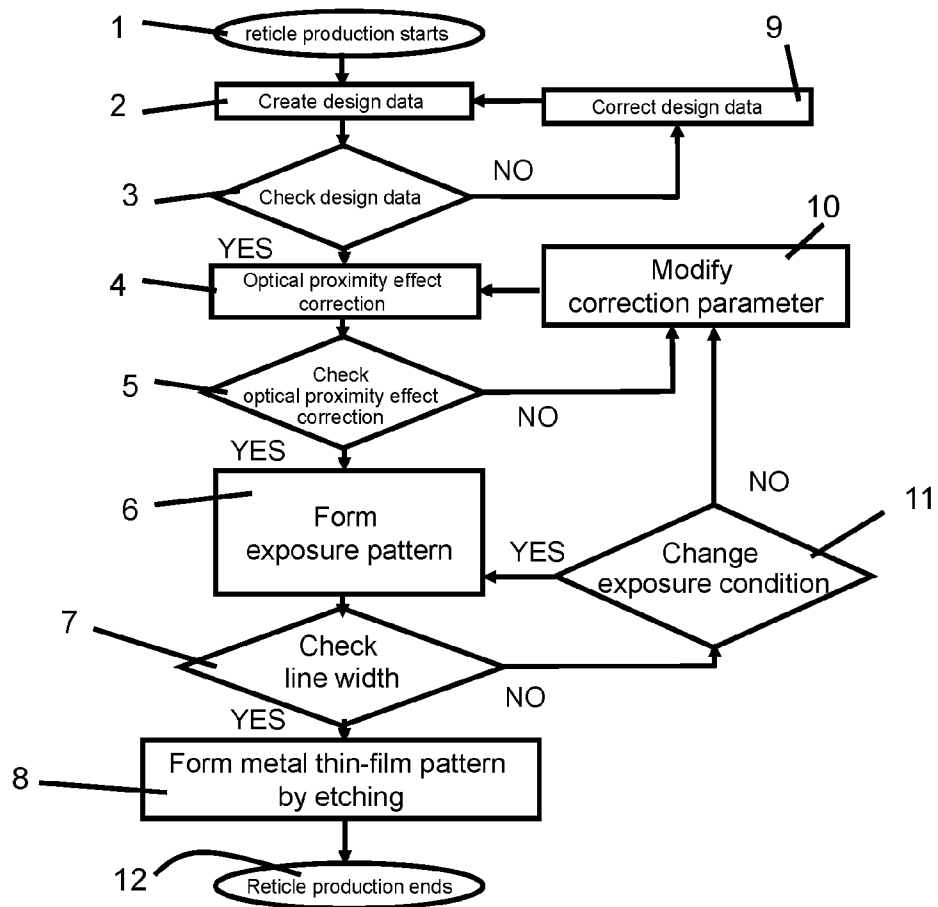 1
reticle production starts
9
2
Create design data
Correct design data
3
Check design data
NO
YES
10
4
Optical proximity effect
correction
Modify
correction parameter
5
Check
optical proximity effect
correction
NO
YES
6
Form
exposure pattern
NO
11
YES
Change
exposure condition
7
Check
line width
NO
YES
8
Form metal thin-film pattern
by etching
12
Reticle production ends